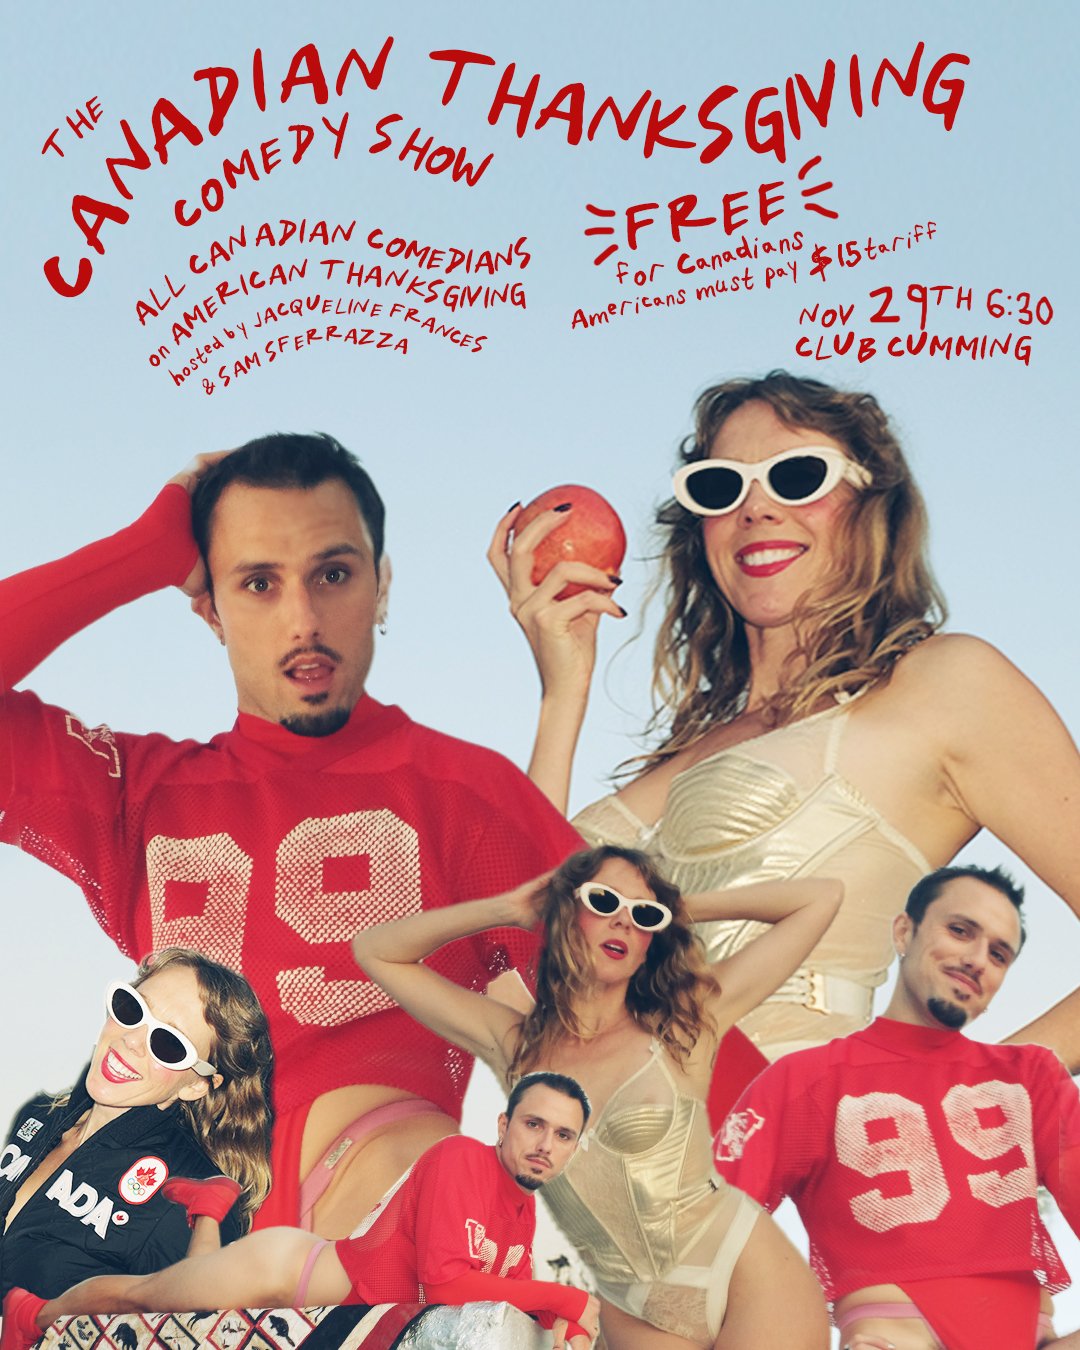 THE
CANADIAN THANKSGIVING
COMEDY SHOW
ALL CANADIAN COMEDIANS
on AMERICAN THANKSGIVING
hosted by JACQUELINE FRANCES
& SAM SFERRAZZA
FREE
for Canadians
Americans must pay $15 tariff
NOV 29TH 6:30
CLUB CUMMING
99
99
CANADA